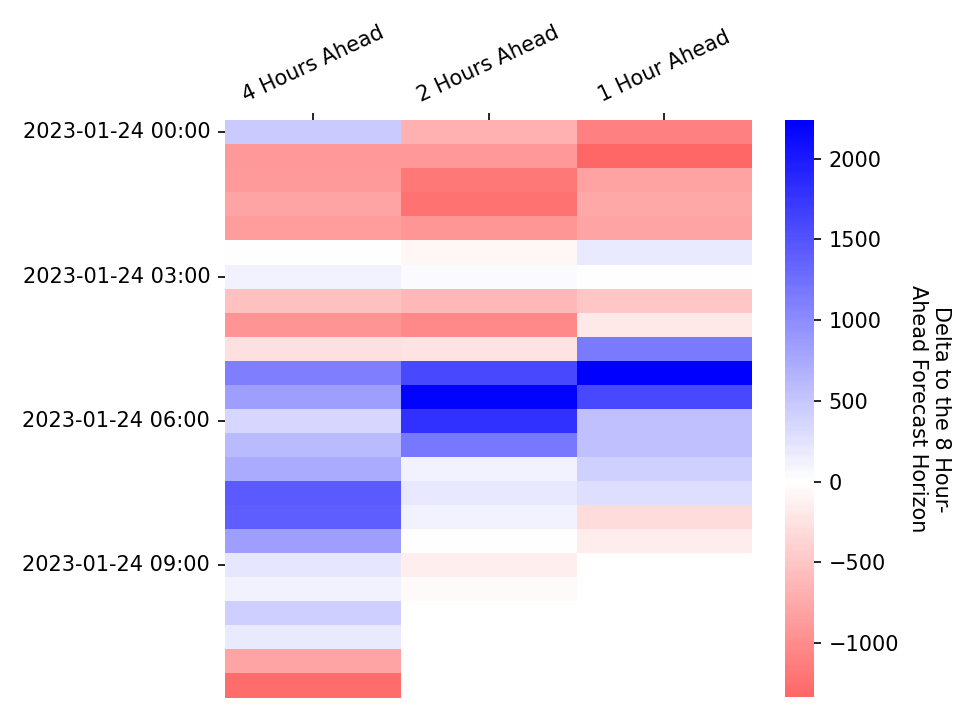 4 Hours Ahead
2 Hours Ahead
1 Hour Ahead
2023-01-24 00:00
2023-01-24 03:00
2023-01-24 06:00
2023-01-24 09:00
2000
1500
1000
500
0
−500
−1000
Delta to the 8 Hour-
Ahead Forecast Horizon